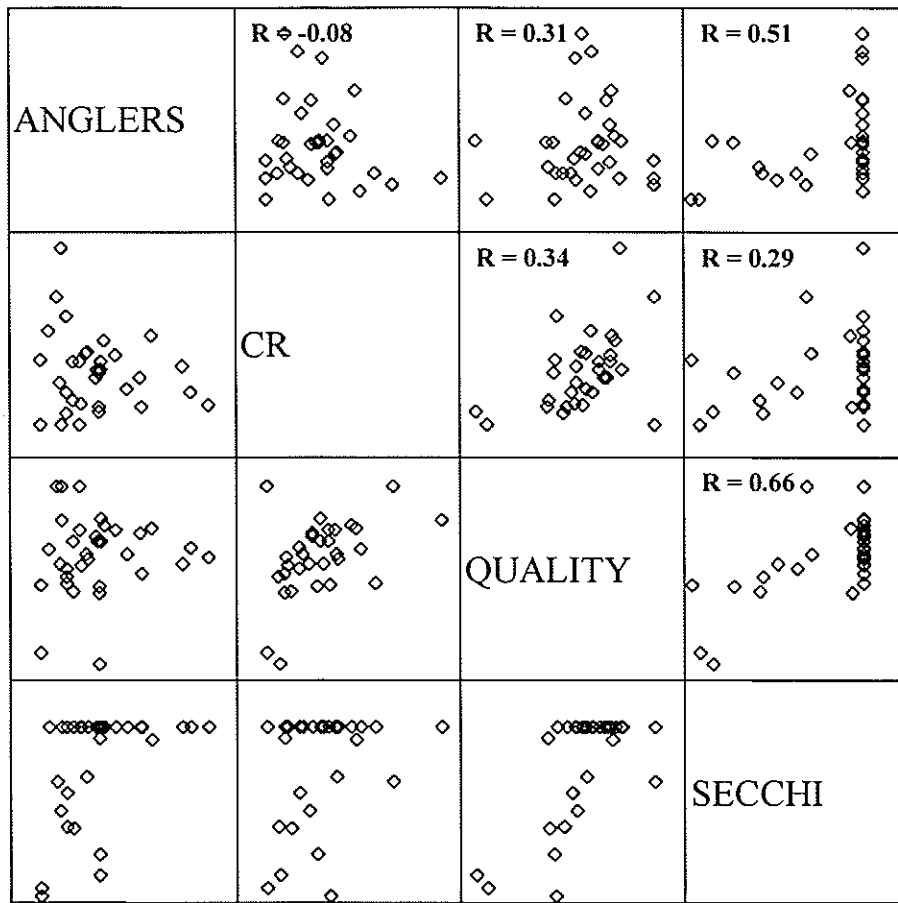 R = -0.08
R = 0.31
R = 0.51
ANGLERS
R = 0.34
R = 0.29
CR
R = 0.66
QUALITY
SECCHI